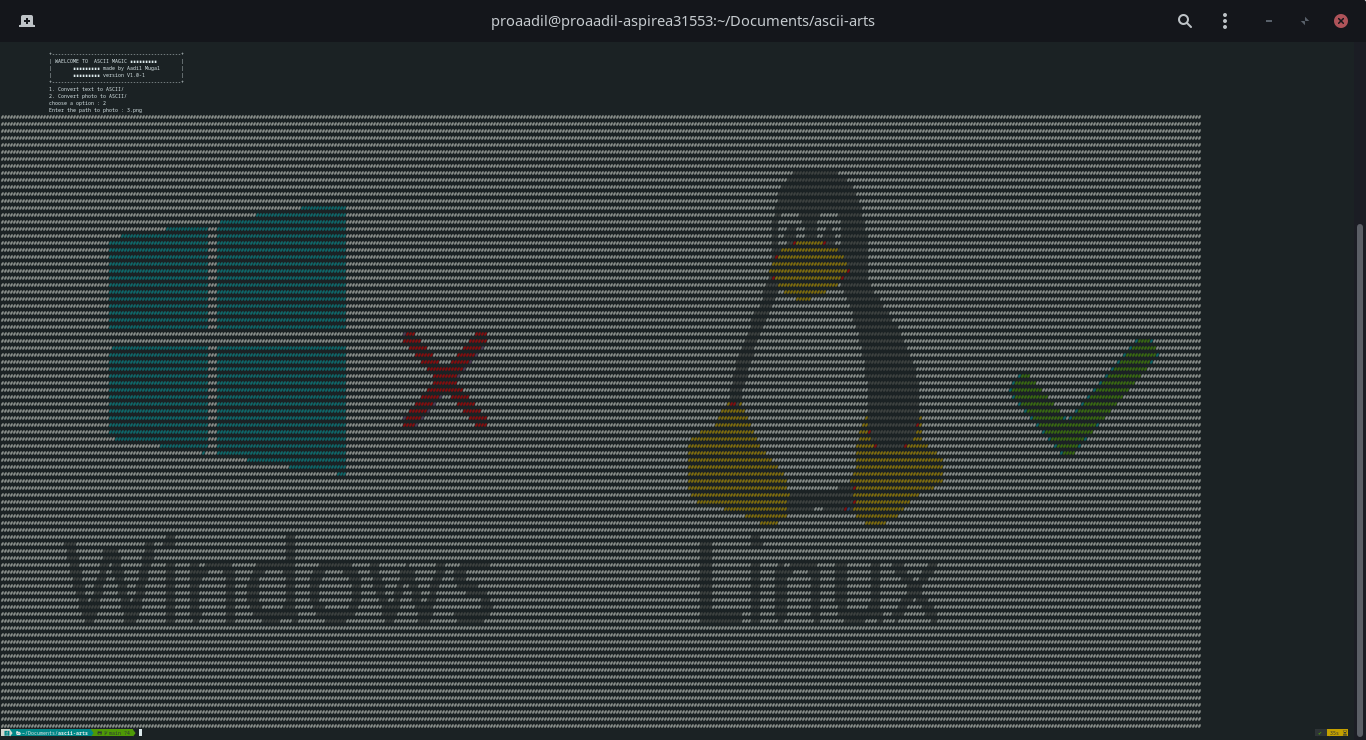 proaadil@proaadil-aspirea31553:~/Documents/ascii-arts
+-------------------------------------------+
| WAELCOME TO ASCII MAGIC ▪▪▪▪▪▪▪▪▪ |
| ▪▪▪▪▪▪▪▪▪ made by Aadil Mugal |
| ▪▪▪▪▪▪▪▪▪ version V1.0-1 |
+-------------------------------------------+
1. Convert text to ASCII/
2. Convert photo to ASCII/
choose a option : 2
Enter the path to photo : 3.png
Windows
Linux
~/Documents/ascii-arts
main